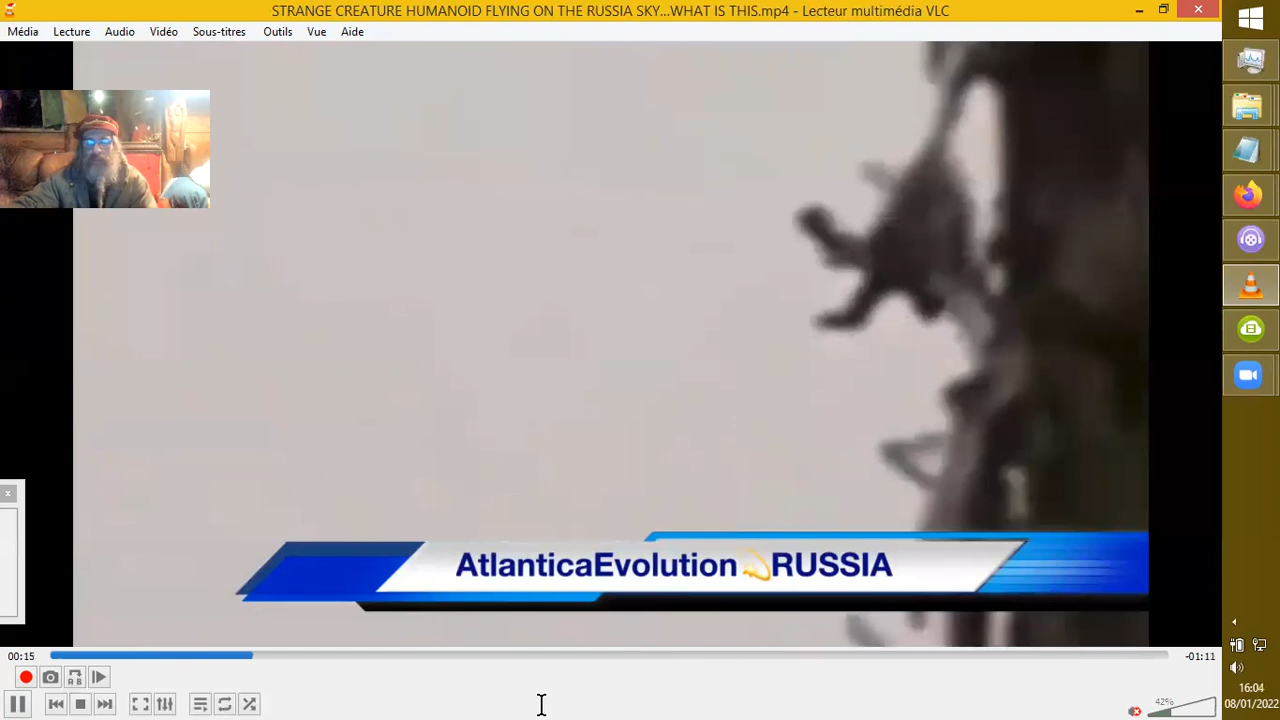 STRANGE CREATURE HUMANOID FLYING ON THE RUSSIA SKY...WHAT IS THIS.mp4 - Lecteur multimédia VLC
Média Lecture Audio Vidéo Sous-titres Outils Vue Aide
AtlanticaEvolution💫RUSSIA
00:15
-01:11
42%
16:04
08/01/2022